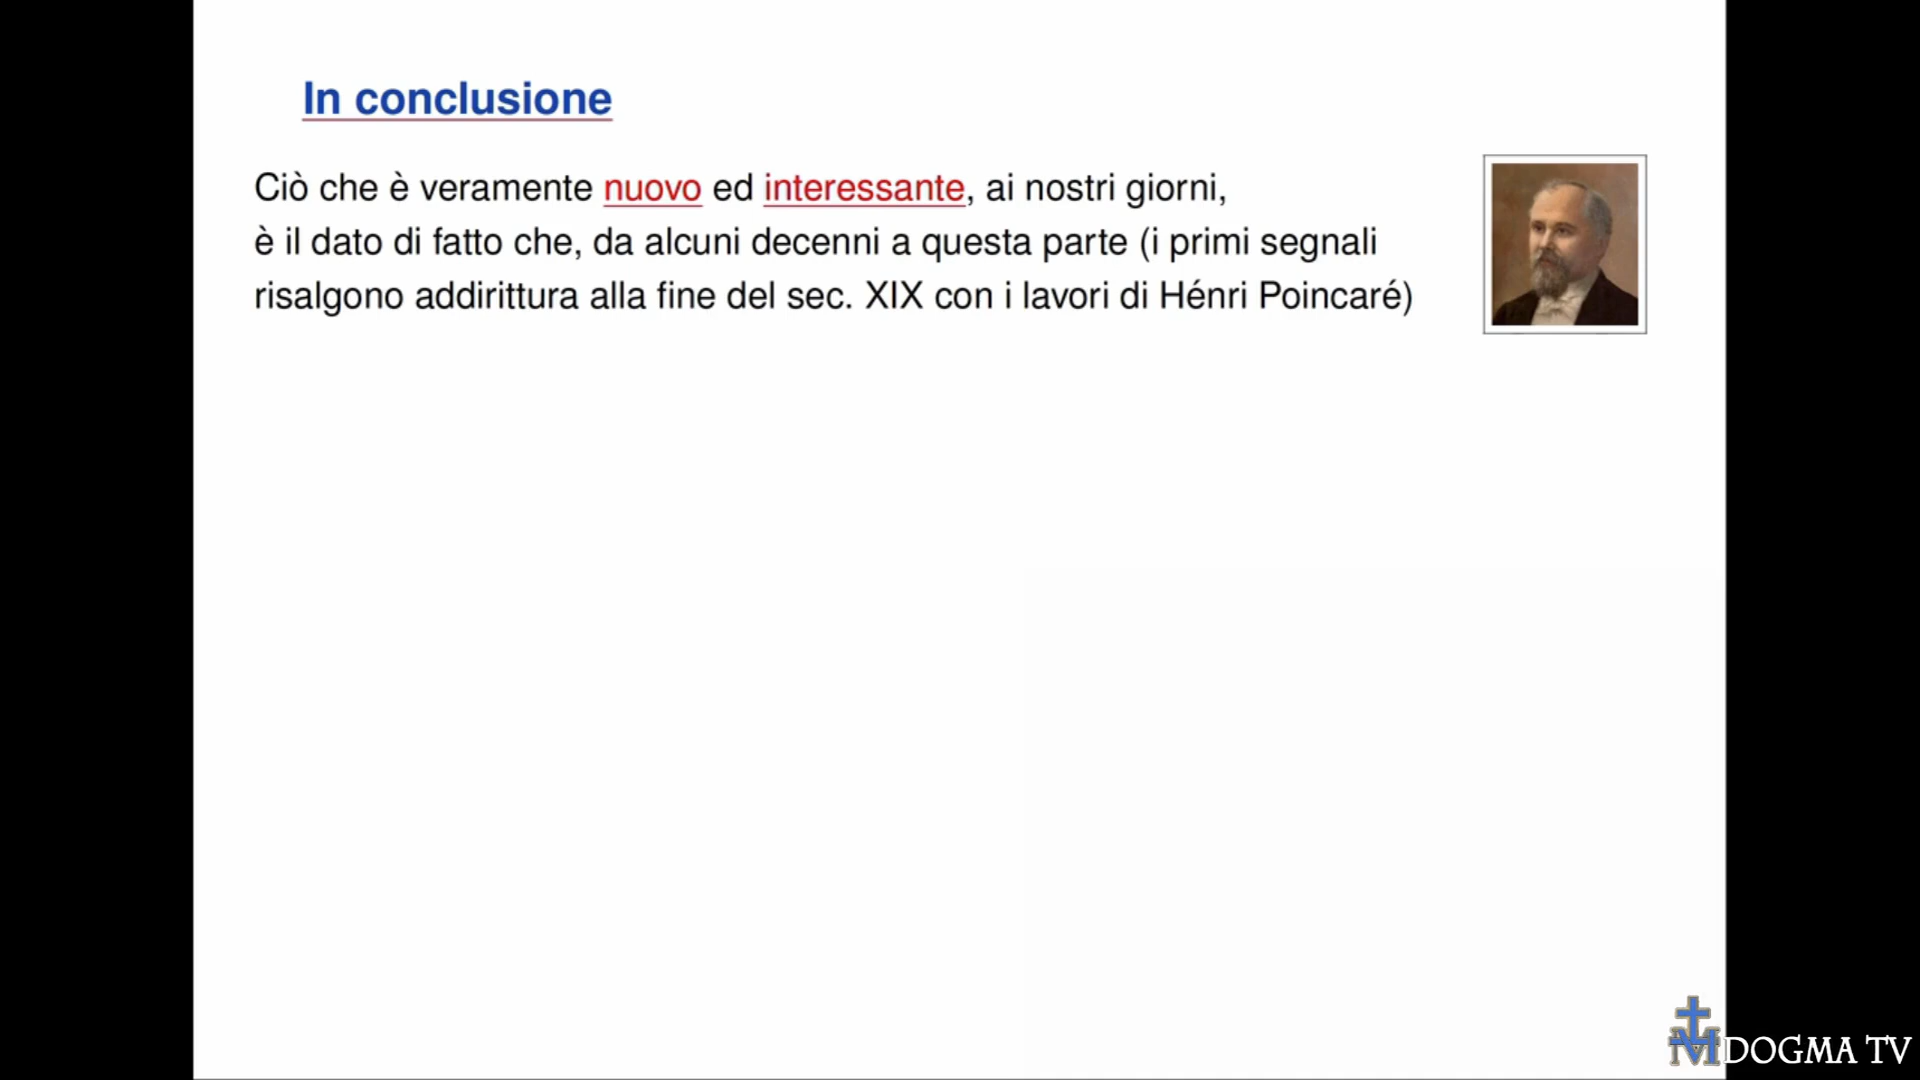 In conclusione
Ciò che è veramente nuovo ed interessante, ai nostri giorni,
è il dato di fatto che, da alcuni decenni a questa parte (i primi segnali
risalgono addirittura alla fine del sec. XIX con i lavori di Hénri Poincaré)
DOGMA TV